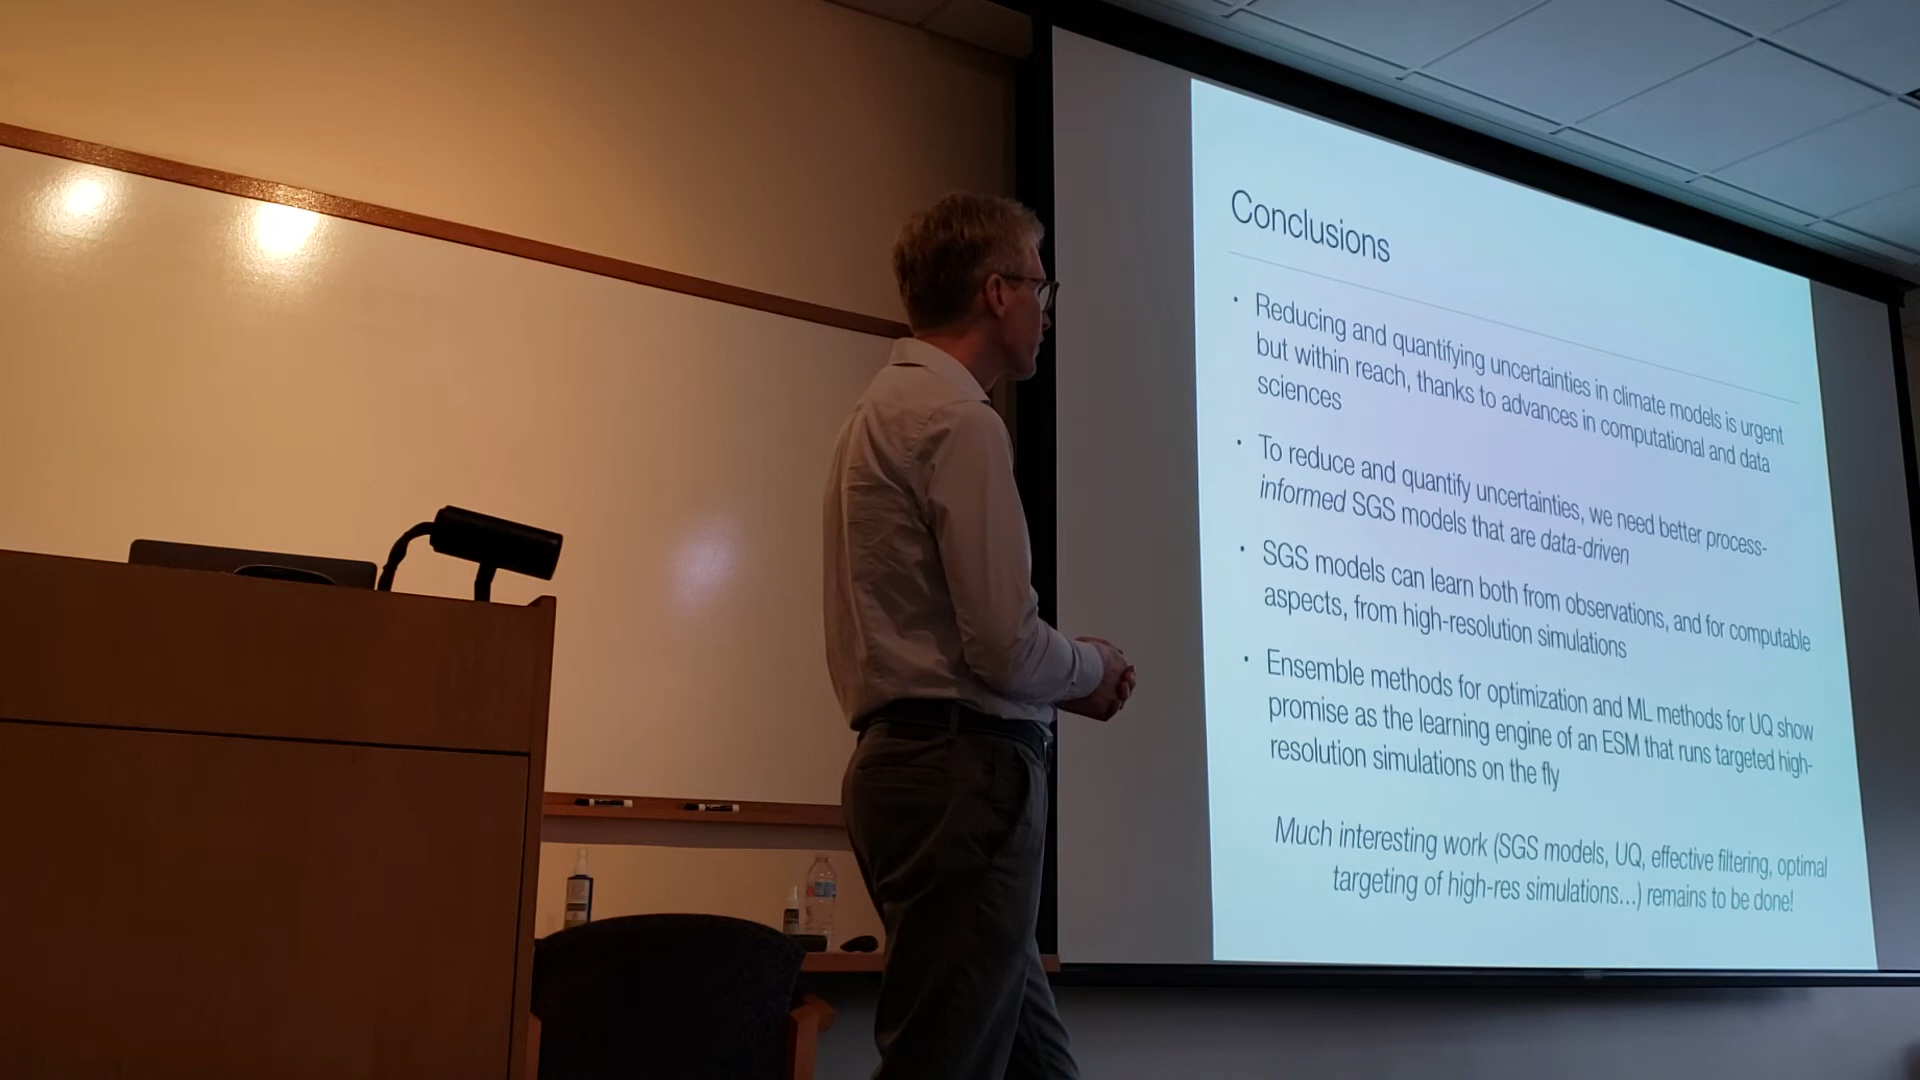 Conclusions
• Reducing and quantifying uncertainties in climate models is urgent
but within reach, thanks to advances in computational and data
sciences
• To reduce and quantify uncertainties, we need better process-
informed SGS models that are data-driven
• SGS models can learn both from observations, and for computable
aspects, from high-resolution simulations
• Ensemble methods for optimization and ML methods for UQ show
promise as the learning engine of an ESM that runs targeted high-
resolution simulations on the fly
Much interesting work (SGS models, UQ, effective filtering, optimal
targeting of high-res simulations...) remains to be done!